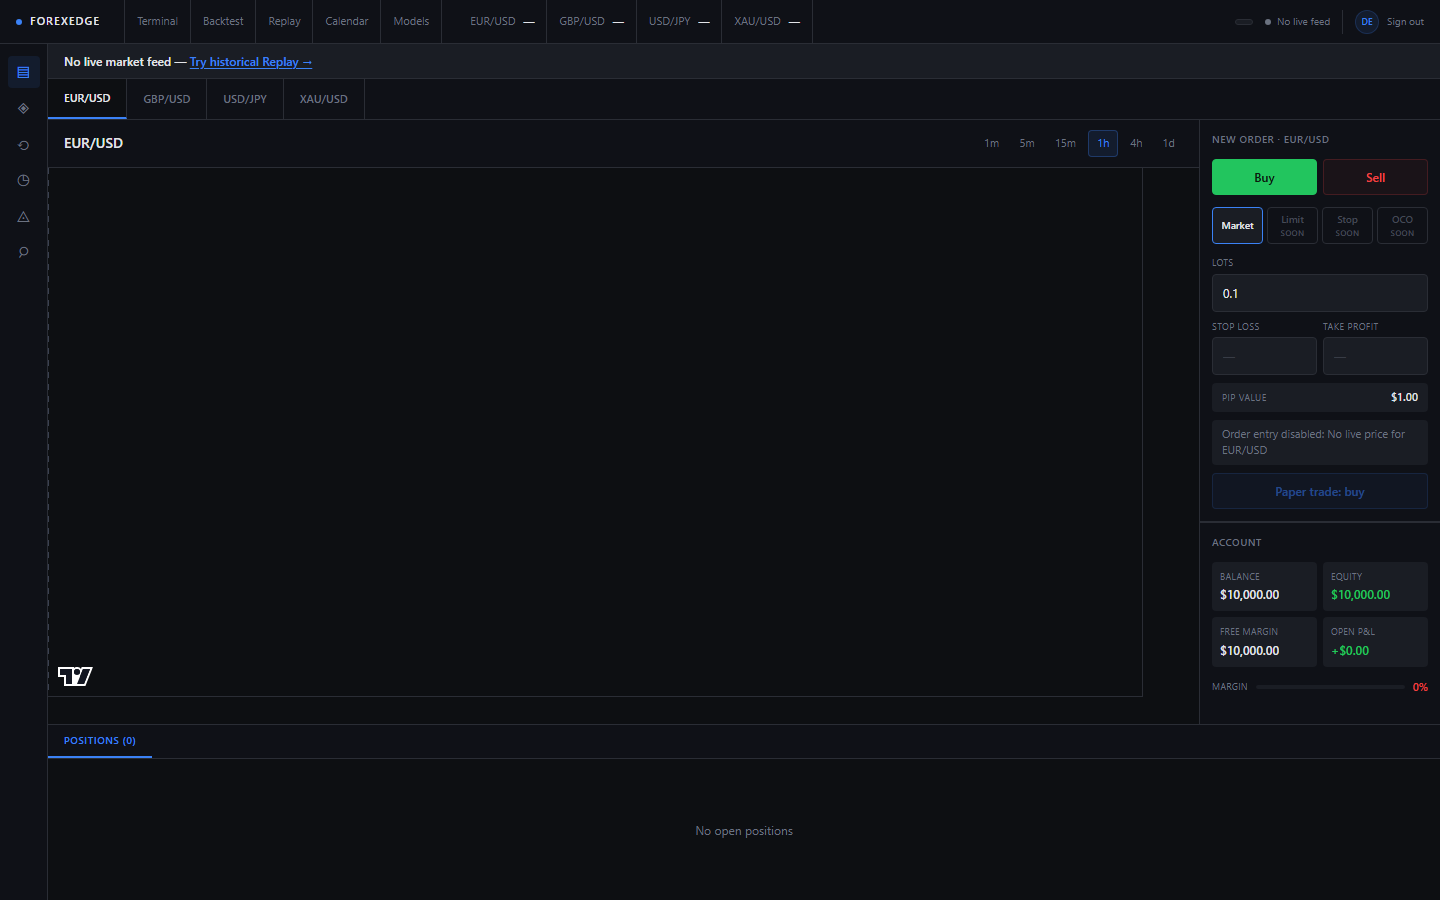 FOREXEDGE
Terminal
Backtest
Replay
Calendar
Models
EUR/USD —
GBP/USD —
USD/JPY —
XAU/USD —
No live feed
DE
Sign out
No live market feed — Try historical Replay →
EUR/USD
GBP/USD
USD/JPY
XAU/USD
EUR/USD
1m
5m
15m
1h
4h
1d
NEW ORDER · EUR/USD
Buy
Sell
Market
Limit
SOON
Stop
SOON
OCO
SOON
LOTS
0.1
STOP LOSS
TAKE PROFIT
—
—
PIP VALUE
$1.00
Order entry disabled: No live price for
EUR/USD
Paper trade: buy
ACCOUNT
BALANCE
$10,000.00
EQUITY
$10,000.00
FREE MARGIN
$10,000.00
OPEN P&L
+$0.00
MARGIN
0%
POSITIONS (0)
No open positions